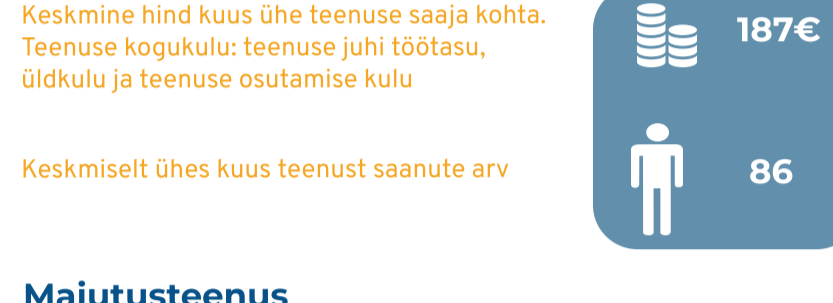 Keskmine hind kuus ühe teenuse saaja kohta.
Teenuse kogukulu: teenuse juhi töötasu,
üldkulu ja teenuse osutamise kulu
187€
Keskmiselt ühes kuus teenust saanute arv
86
Majutusteenus